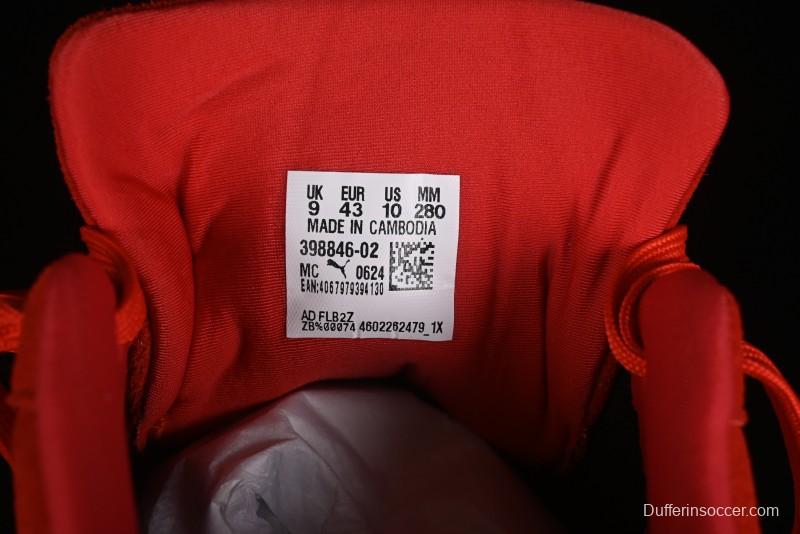 UK EUR US MM
9 43 10 280
MADE IN CAMBODIA
398846-02
MC 0624
EAN:4067979394130
AD FLB2Z
ZB%00074 4602262479_1X
Dufferinsoccer.com